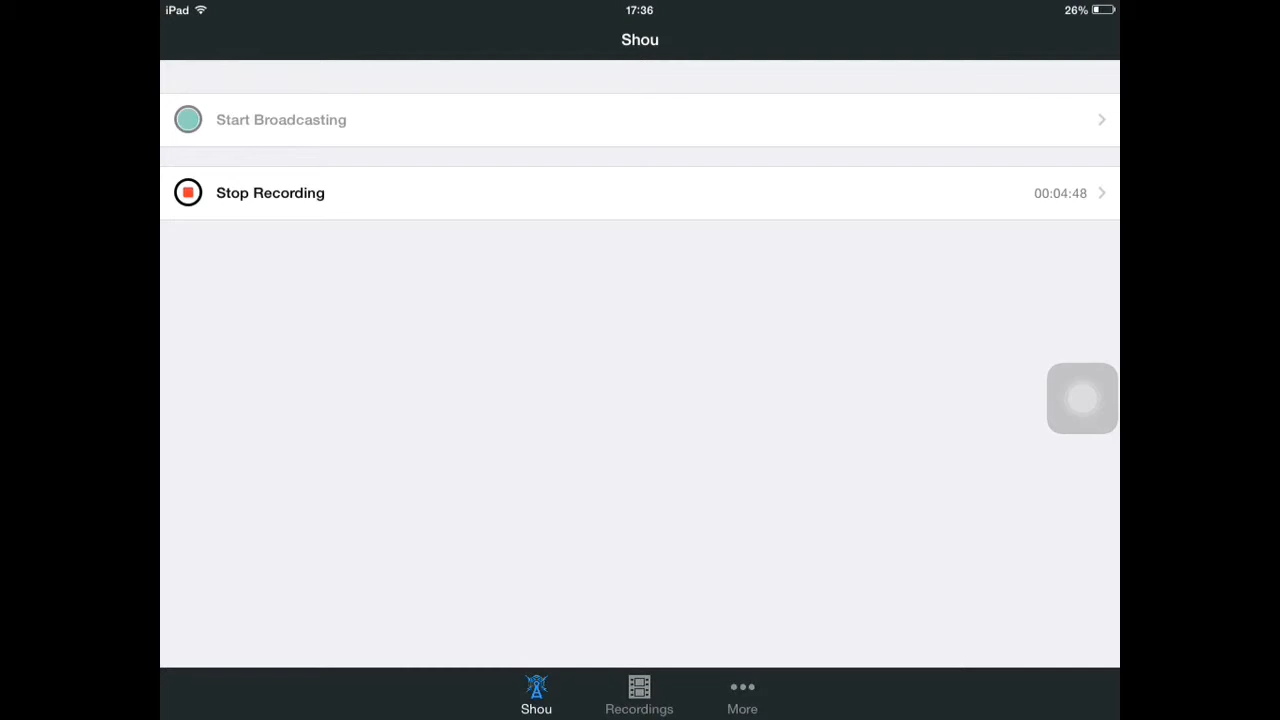 iPad 17:36 26%
Shou
Start Broadcasting
Stop Recording 00:04:48
Shou Recordings More